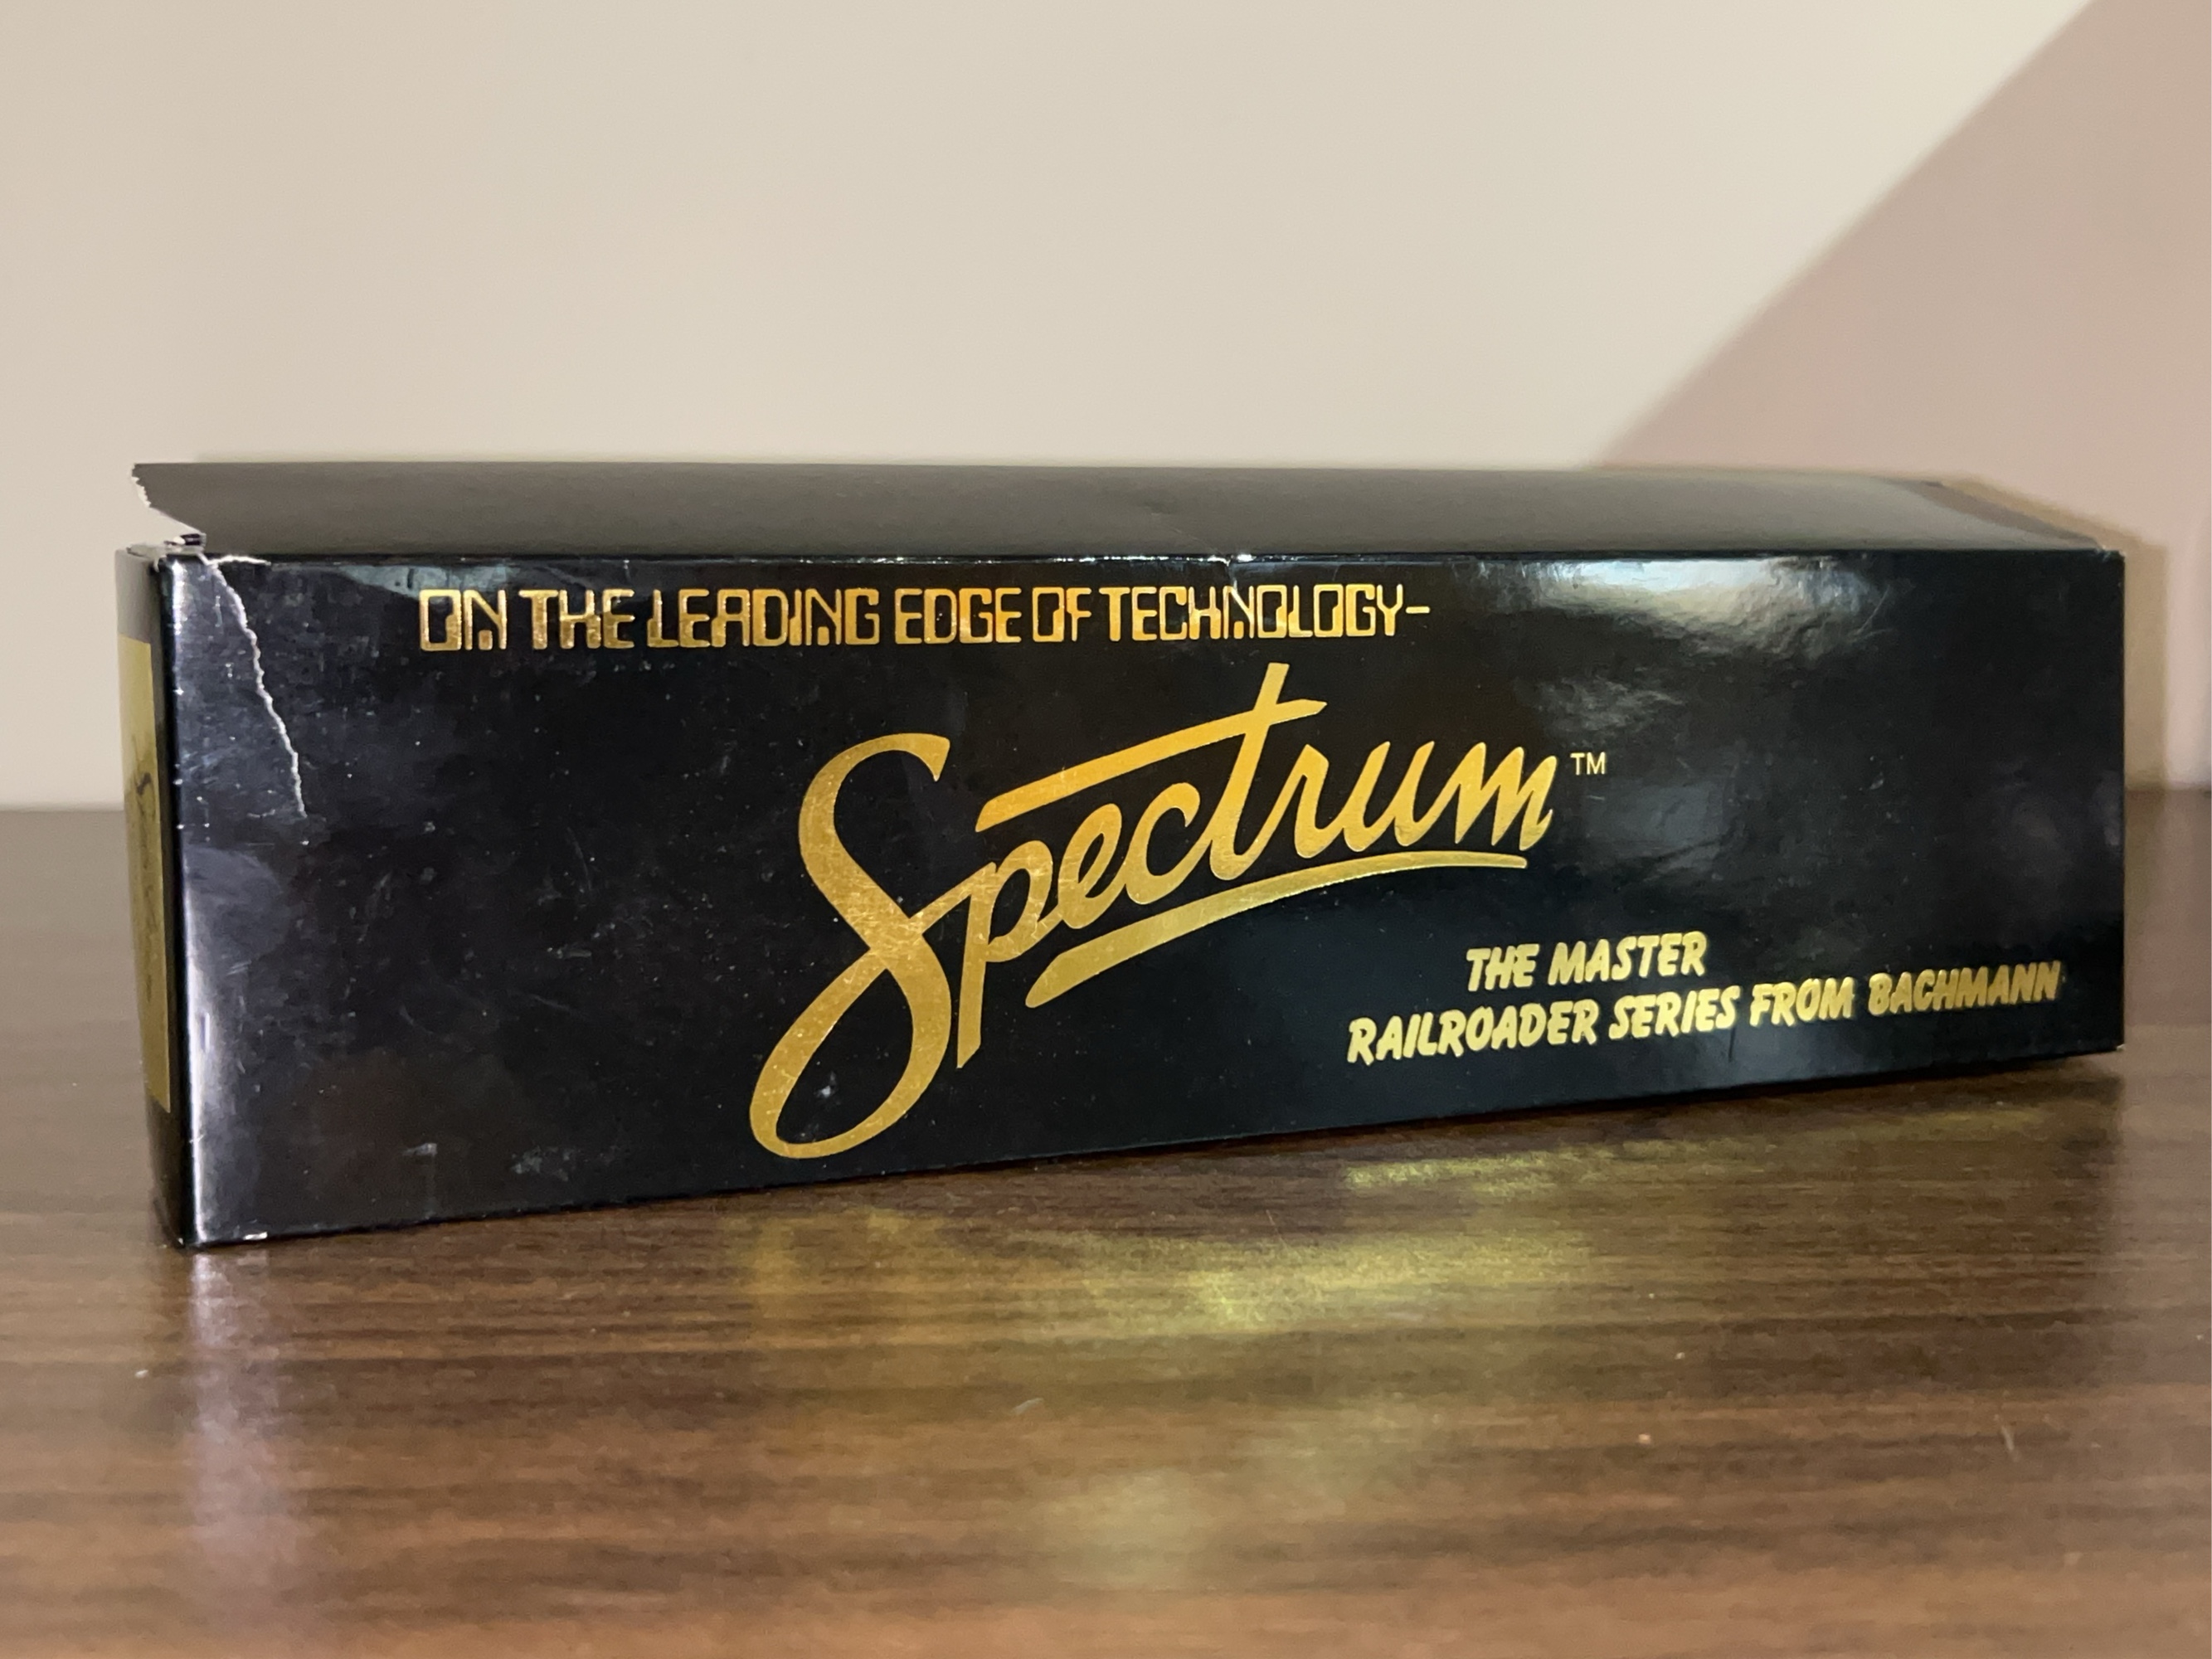 ON THE LEADING EDGE OF TECHNOLOGY-
Spectrum™
THE MASTER
RAILROADER SERIES FROM BACHMANN